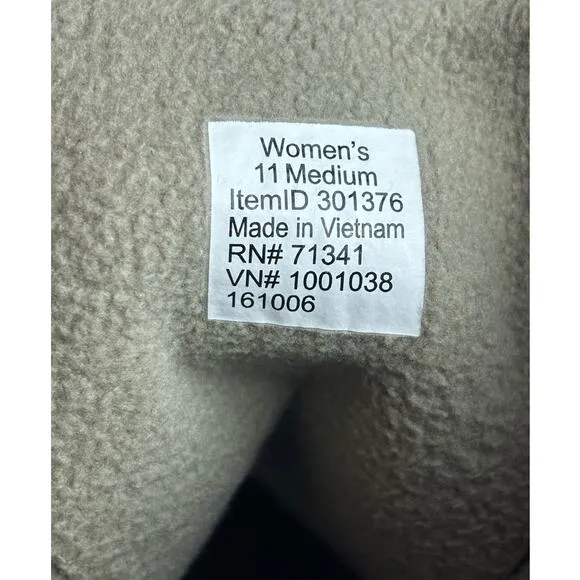 Women's
11 Medium
ItemID 301376
Made in Vietnam
RN# 71341
VN# 1001038
161006